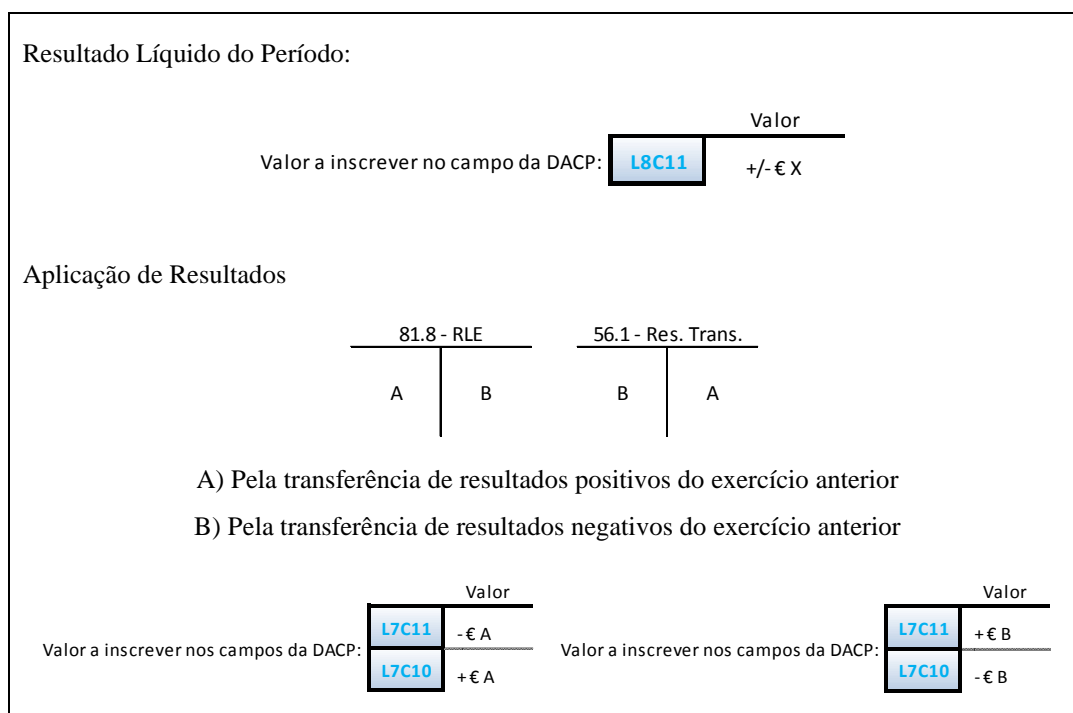 Resultado Líquido do Período:
Valor
Valor a inscrever no campo da DACP: L8C11 +/- € X
Aplicação de Resultados
81.8 - RLE 56.1 - Res. Trans.
A B B A
A) Pela transferência de resultados positivos do exercício anterior
B) Pela transferência de resultados negativos do exercício anterior
Valor
Valor a inscrever nos campos da DACP:
L7C11 - € A
L7C10 + € A
Valor
Valor a inscrever nos campos da DACP:
L7C11 + € B
L7C10 - € B